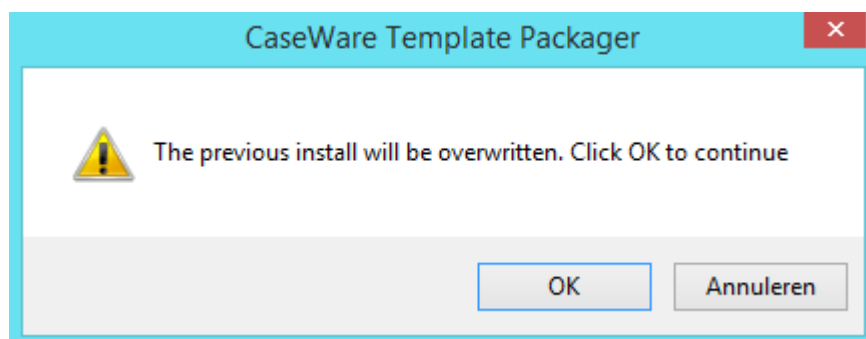 CaseWare Template Packager
The previous install will be overwritten. Click OK to continue
OK
Annuleren